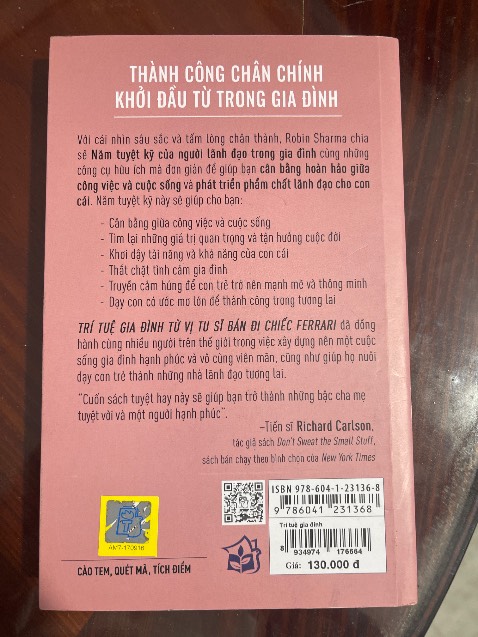 THÀNH CÔNG CHÂN CHÍNH
KHỞI ĐẦU TỪ TRONG GIA ĐÌNH
Với cái nhìn sâu sắc và tấm lòng chân thành, Robin Sharma chia
sẻ Năm tuyệt kỹ của người lãnh đạo trong gia đình cùng những
công cụ hữu ích mà đơn giản để giúp bạn cân bằng hoàn hảo giữa
công việc và cuộc sống và phát triển phẩm chất lãnh đạo cho con
cái. Năm tuyệt kỹ này sẽ giúp cho bạn:
- Cân bằng giữa công việc và cuộc sống
- Tìm lại những giá trị quan trọng và tận hưởng cuộc đời
- Khơi dậy tài năng và khả năng của con cái
- Thắt chặt tình cảm gia đình
- Truyền cảm hứng để con trẻ trở nên mạnh mẽ và thông minh
- Dạy con có ước mơ lớn để thành công trong tương lai
TRÍ TUỆ GIA ĐÌNH TỪ VỊ TU SĨ BÁN ĐI CHIẾC FERRARI đã đồng
hành cùng nhiều người trên thế giới trong việc xây dựng nên một cuộc
sống gia đình hạnh phúc và vô cùng viên mãn, cũng như giúp họ nuôi
dạy con trẻ thành những nhà lãnh đạo tương lai.
"Cuốn sách tuyệt hay này sẽ giúp bạn trở thành những bậc cha mẹ
tuyệt vời và một người hạnh phúc".
-Tiến sĩ Richard Carlson,
tác giả sách Don't Sweat the Small Stuff,
sách bán chạy theo bình chọn của New York Times
ISBN 978-604-1-23136-8
9 786041 231368
Trí tuệ gia đình
8 934974 176664
Giá: 130.000 đ
CÀO TEM, QUÉT MÃ, TÍCH ĐIỂM